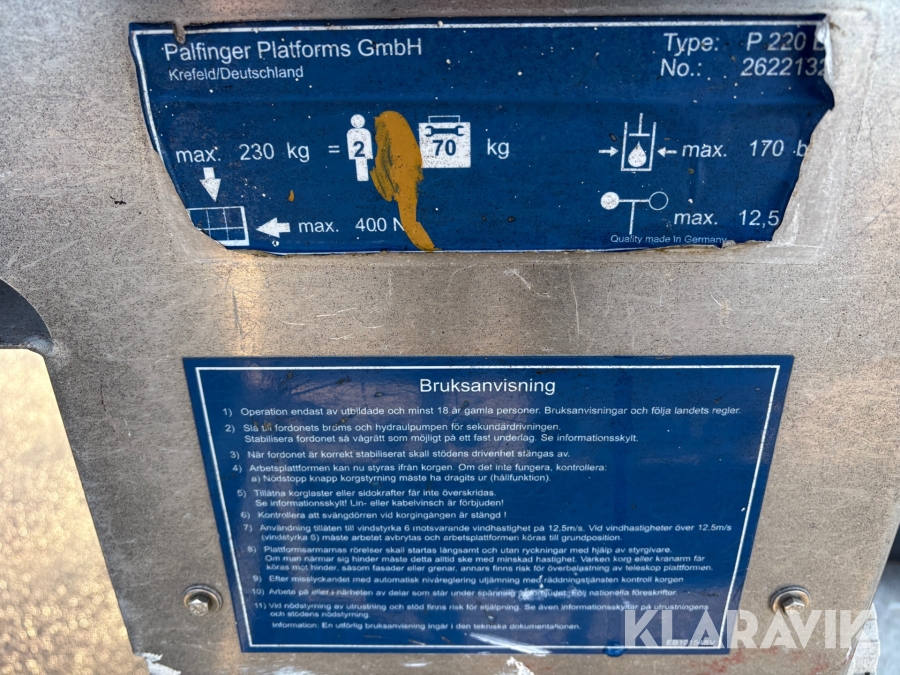 Palfinger Platforms GmbH
Krefeld/Deutschland
Type: P 220
No.: 2622132
max. 230 kg = 2 70 kg
max. 170 b
max. 400 N
max. 12,5
Quality made In Germany
Bruksanvisning
1) Operation endast av utbildade och minst 18 år gamla personer. Bruksanvisningar och följa landets regler.
2) Slå till fordonets broms och hydraulpumpen för sekundärdrivningen.
Stabilisera fordonet så vågrätt som möjligt på ett fast underlag. Se informationsskylt.
3) När fordonet är korrekt stabiliserat skall stödens drivenhet stängas av.
4) Arbetsplattformen kan nu styras ifrån korgen. Om det inte fungera, kontrollera:
a) Nödstopp knapp korgstyrning måste ha dragits ur (hållfunktion).
5) Tillåtna korglaster eller sidokrafter får inte överskridas.
Se informationsskylt! Lin- eller kabelvinsch är förbjuden!
6) Kontrollera att svängdörren vid korgingången är stängd !
7) Användning tillåten till vindstyrka 6 motsvarande vindhastighet på 12.5m/s. Vid vindhastigheter över 12.5m/s
(vindstyrka 6) måste arbetet avbrytas och arbetsplattformen köras till grundposition.
8) Plattformsarmarnas rörelser skall startas långsamt och utan ryckningar med hjälp av styrgivare.
Om man närmar sig hinder måste detta alltid ske med minskad hastighet. Varken korg eller kranarm får
köras mot hinder, såsom fasader eller grenar, annars finns risk för överbelastning av teleskop plattformen.
9) Efter misslyckandet med automatisk nivåreglering utjämning med räddningstjänsten kontroll korgen
10) Arbete på eller i närheten av delar som står under spänning är förbjudet. Följ nationella föreskrifter.
11) Vid nödstyrning av utrustning och stöd finns risk för stjälpning. Se även informationsskyltar på utrustningens
och stödens nödstyrning.
Information: En utförlig bruksanvisning ingår i den tekniska dokumentationen.
KLARAVIK